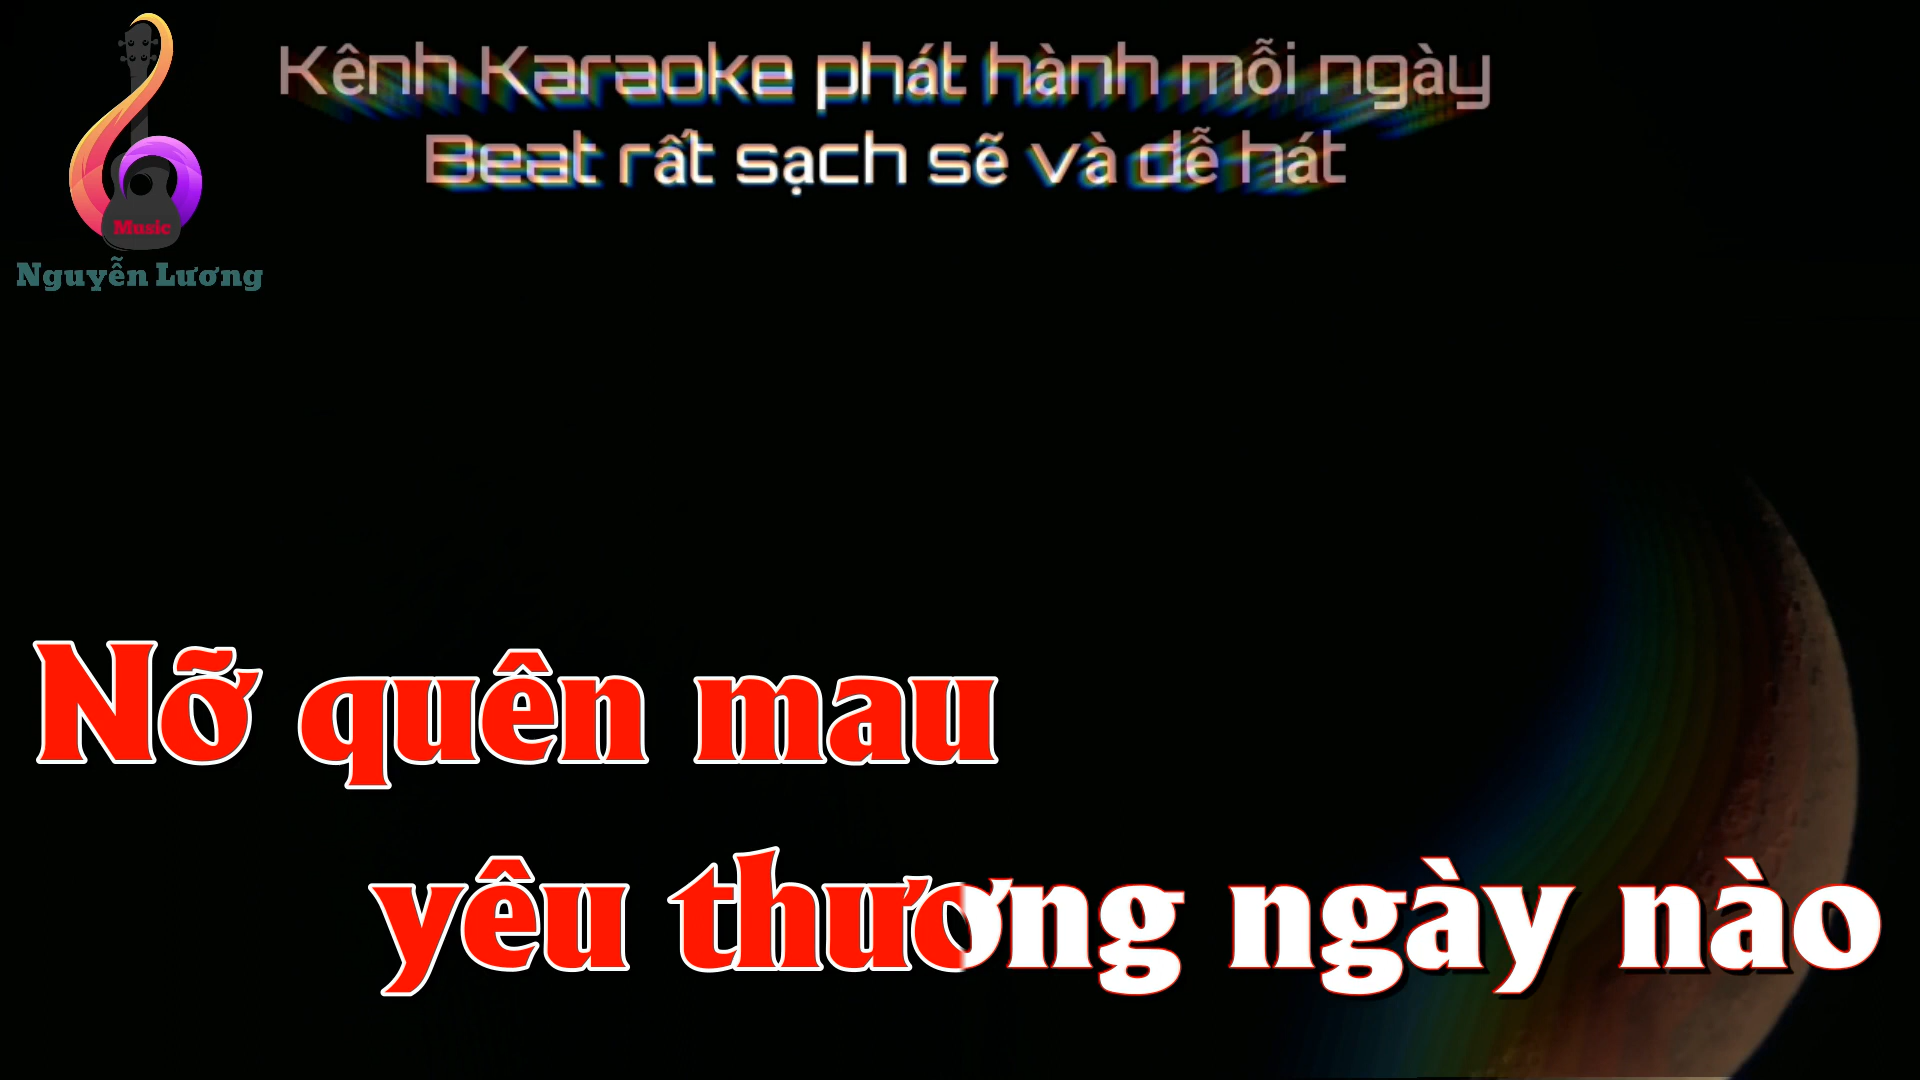 Kênh Karaoke phát hành mỗi ngày
Beat rất sạch sẽ và dễ hát
Music
Nguyễn Lương
Nỡ quên mau
yêu thương ngày nào